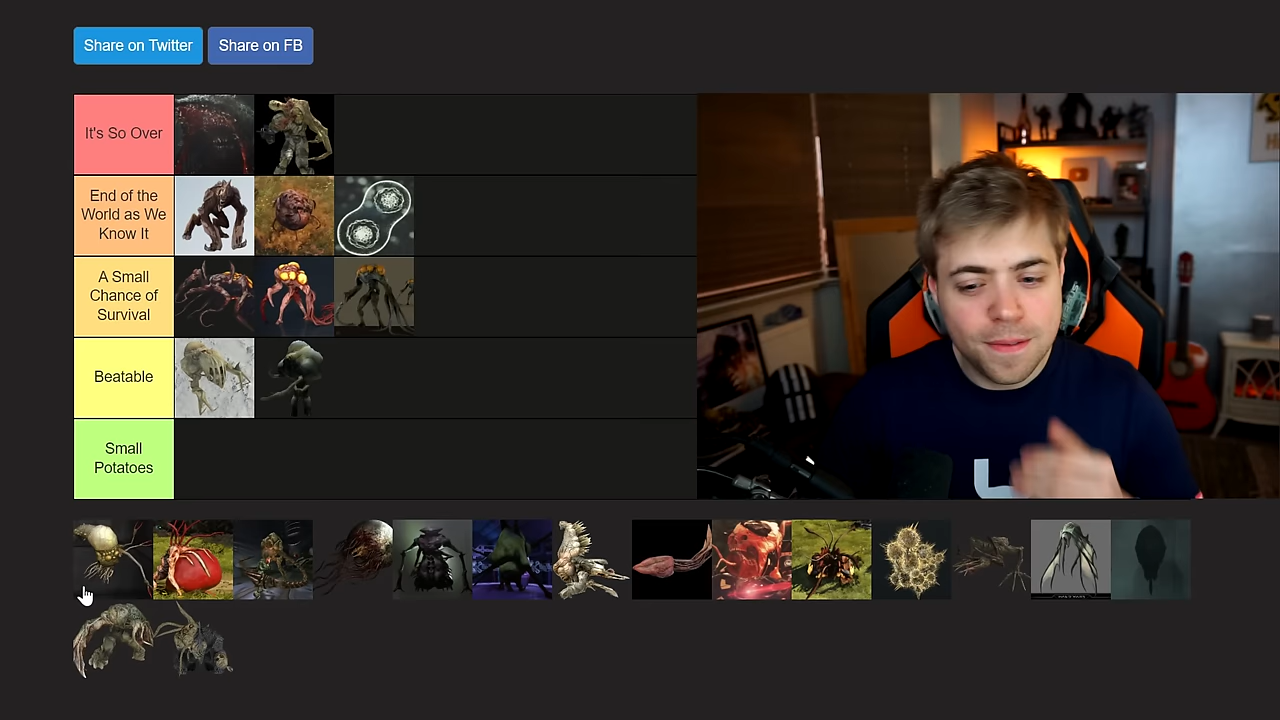 Share on Twitter
Share on FB
It's So Over
End of the
World as We
Know It
A Small
Chance of
Survival
Beatable
Small
Potatoes